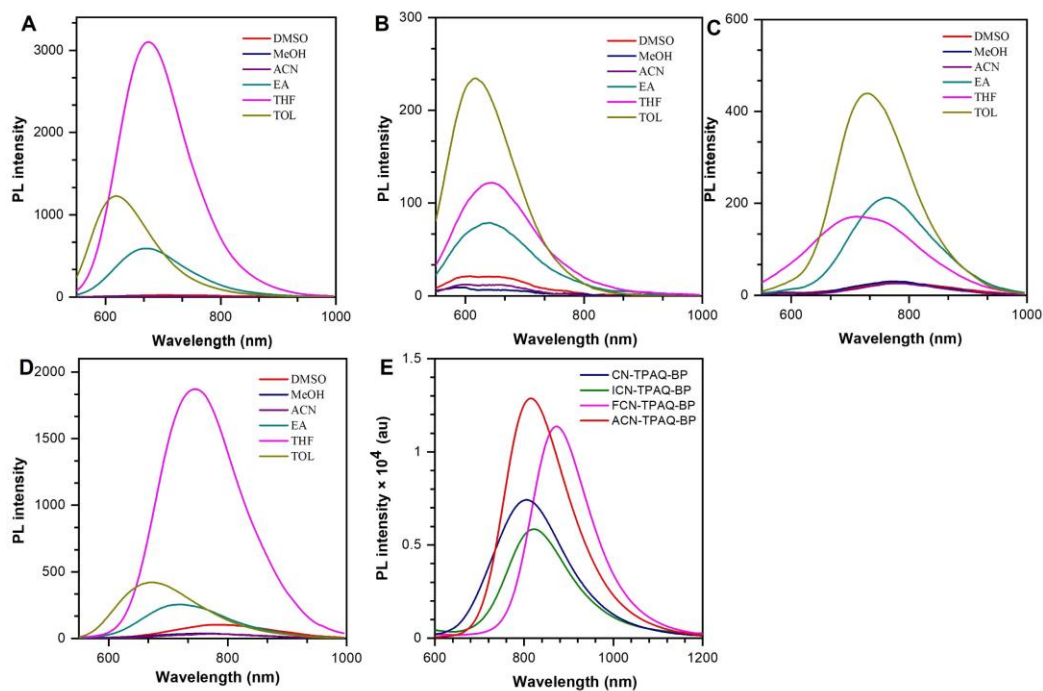 A
PL intensity
3000
2000
1000
0
600
800
1000
Wavelength (nm)
DMSO
MeOH
ACN
EA
THF
TOL
B
PL intensity
300
200
100
0
600
800
1000
Wavelength (nm)
DMSO
MeOH
ACN
EA
THF
TOL
C
PL intensity
600
400
200
0
600
800
1000
Wavelength (nm)
DMSO
MeOH
ACN
EA
THF
TOL
D
PL intensity
2000
1500
1000
500
0
600
800
1000
Wavelength (nm)
DMSO
MeOH
ACN
EA
THF
TOL
E
PL intensity × 10⁴ (au)
1.5
1
0.5
0
600
800
1000
1200
Wavelength (nm)
CN-TPAQ-BP
ICN-TPAQ-BP
FCN-TPAQ-BP
ACN-TPAQ-BP